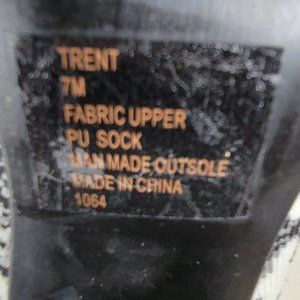 TRENT
7M
FABRIC UPPER
PU SOCK
MAN MADE OUTSOLE
MADE IN CHINA
1064